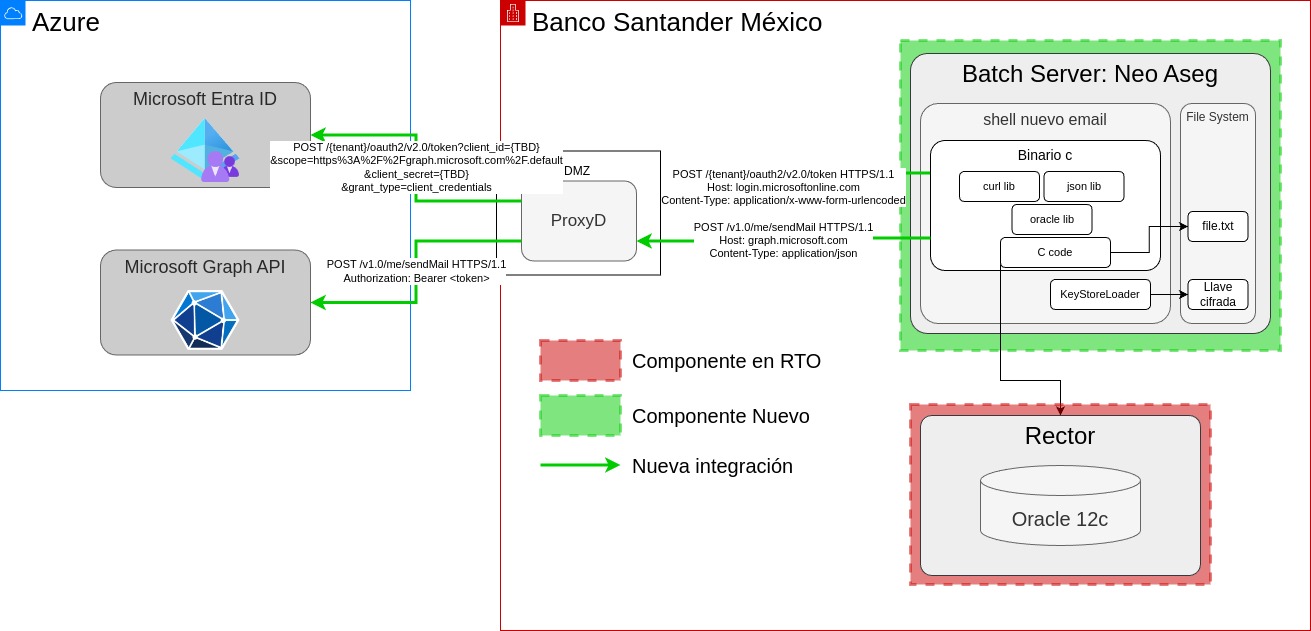 Azure
Microsoft Entra ID
Microsoft Graph API
POST /{tenant}/oauth2/v2.0/token?client_id={TBD}
&scope=https%3A%2F%2Fgraph.microsoft.com%2F.default
&client_secret={TBD}
&grant_type=client_credentials
POST /v1.0/me/sendMail HTTPS/1.1
Authorization: Bearer <token>
Banco Santander México
DMZ
ProxyD
POST /{tenant}/oauth2/v2.0/token HTTPS/1.1
Host: login.microsoftonline.com
Content-Type: application/x-www-form-urlencoded
POST /v1.0/me/sendMail HTTPS/1.1
Host: graph.microsoft.com
Content-Type: application/json
Batch Server: Neo Aseg
shell nuevo email
Binario c
curl lib
json lib
oracle lib
C code
KeyStoreLoader
File System
file.txt
Llave
cifrada
Componente en RTO
Componente Nuevo
Nueva integración
Rector
Oracle 12c